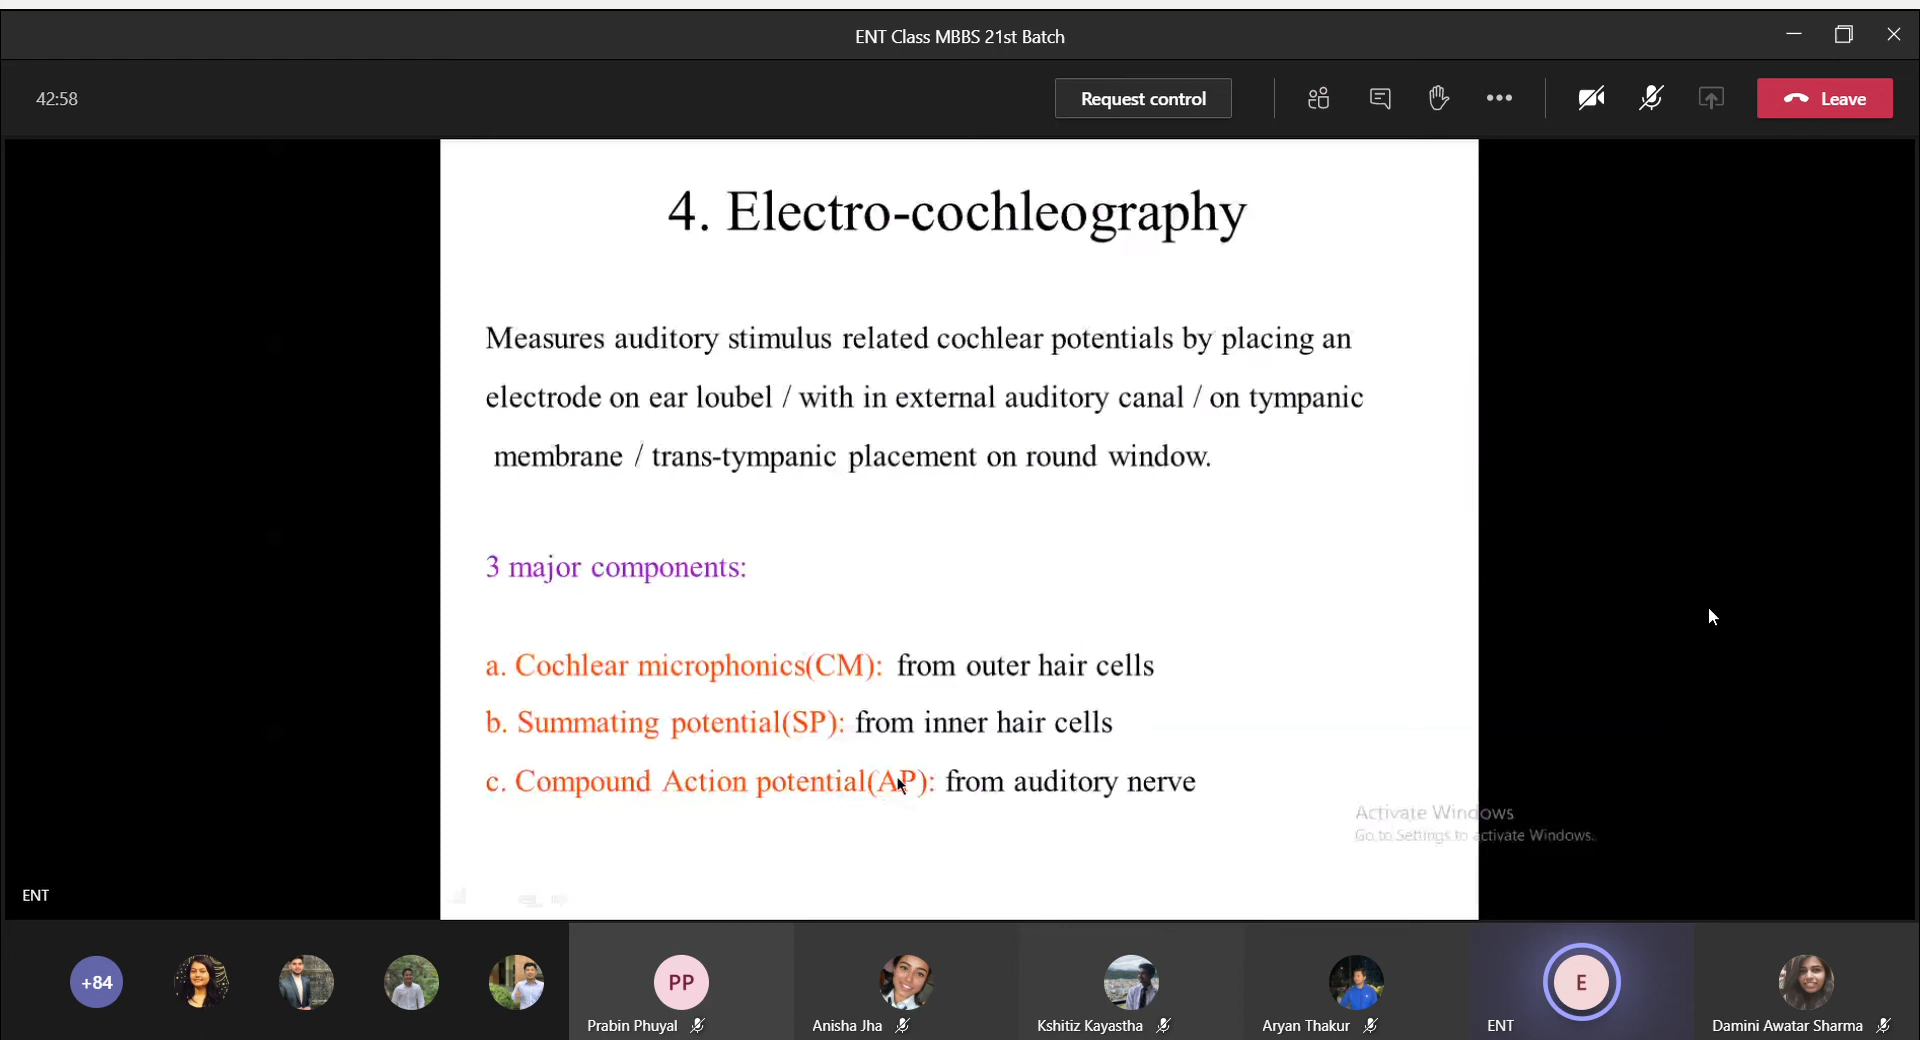 ENT Class MBBS 21st Batch
42:58
Request control
Leave
4. Electro-cochleography
Measures auditory stimulus related cochlear potentials by placing an
electrode on ear loubel / with in external auditory canal / on tympanic
membrane / trans-tympanic placement on round window.
3 major components:
a. Cochlear microphonics(CM): from outer hair cells
b. Summating potential(SP): from inner hair cells
c. Compound Action potential(AP): from auditory nerve
Activate Windows
Go to Settings to activate Windows.
ENT
+84
PP
E
Prabin Phuyal
Anisha Jha
Kshitiz Kayastha
Aryan Thakur
ENT
Damini Awatar Sharma